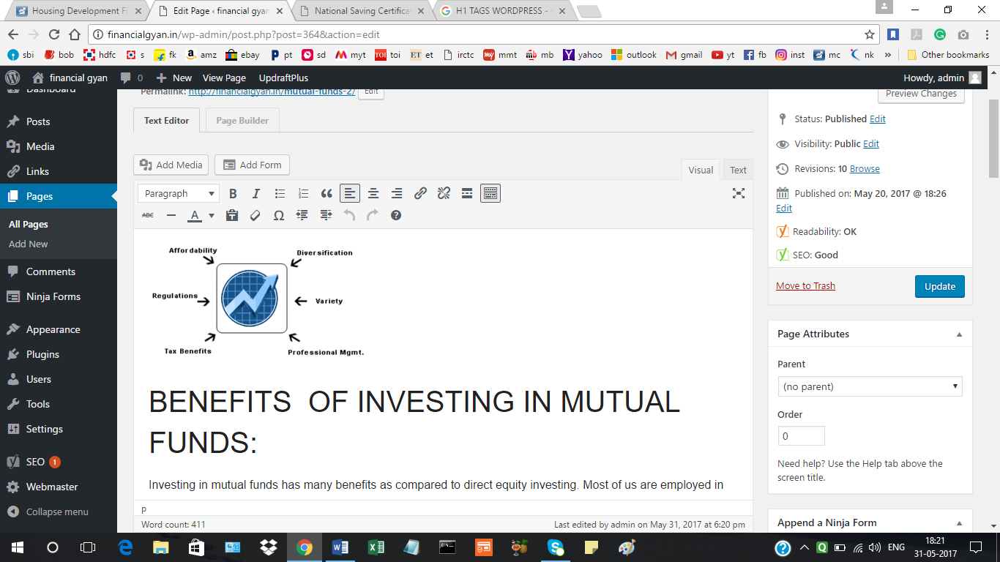 Housing Development F
Edit Page ‹ financial gyan
National Saving Certifica
H1 TAGS WORDPRESS -
financialgyan.in/wp-admin/post.php?post=364&action=edit
sbi bob hdfc s fk amz ebay pt sd myt TOI toi ET et irctc my mmt mb mb yahoo outlook gmail yt fb inst mc nk » Other bookmarks
financial gyan 0 + New View Page UpdraftPlus Howdy, admin
Dashboard
Posts
Media
Links
Pages
All Pages
Add New
Comments
Ninja Forms
Appearance
Plugins
Users
Tools
Settings
SEO 1
Webmaster
Collapse menu
Permalink: http://financialgyan.in/mutual-funds-2/ Edit
Text Editor Page Builder
Add Media Add Form
Visual Text
Paragraph B I
ABC A Ω
Affordability
Diversification
Regulations
Variety
Tax Benefits
Professional Mgmt.
BENEFITS OF INVESTING IN MUTUAL
FUNDS:
Investing in mutual funds has many benefits as compared to direct equity investing. Most of us are employed in
p
Word count: 411 Last edited by admin on May 31, 2017 at 6:20 pm
Preview Changes
Status: Published Edit
Visibility: Public Edit
Revisions: 10 Browse
Published on: May 20, 2017 @ 18:26
Edit
Readability: OK
SEO: Good
Move to Trash Update
Page Attributes
Parent
(no parent)
Order
0
Need help? Use the Help tab above the
screen title.
Append a Ninja Form
ENG
18:21
31-05-2017